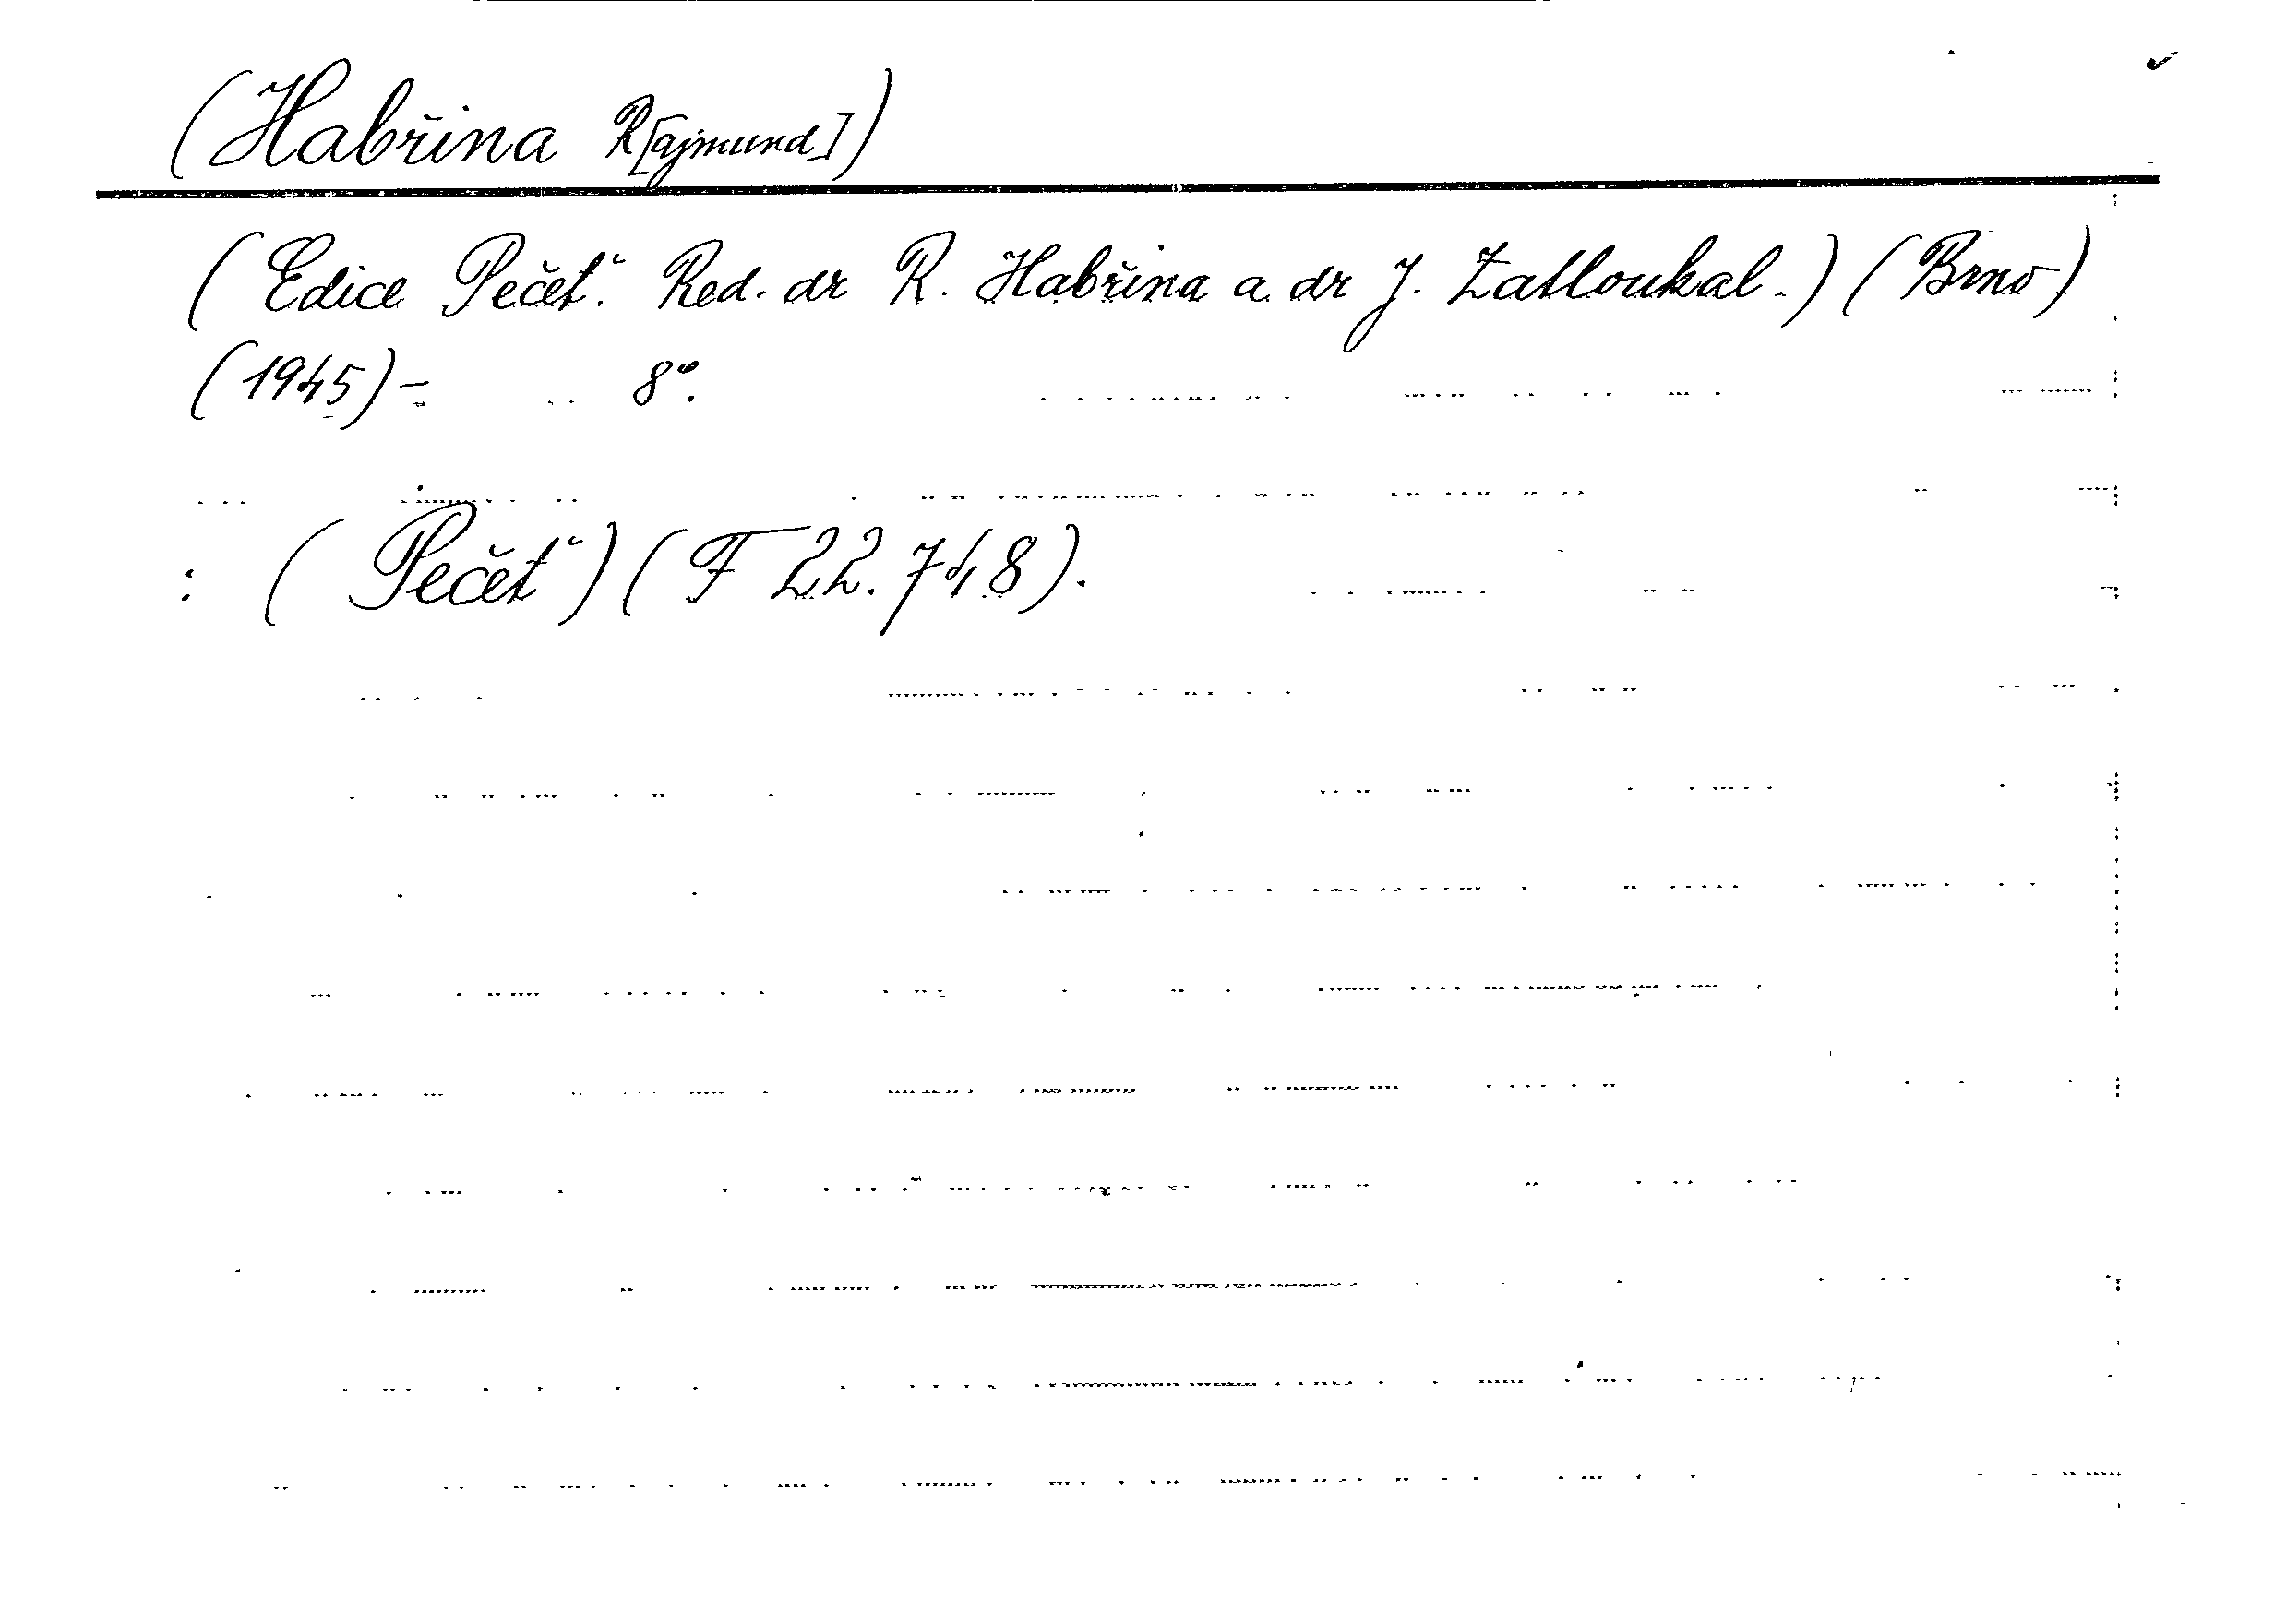 (Habřina R[ajmund])
(Edice Pečeť. Red. dr R. Habřina a dr J. Zatloukal.) (Brno)
(1945)- 8°.
: (Pečeť) (F 22.748).